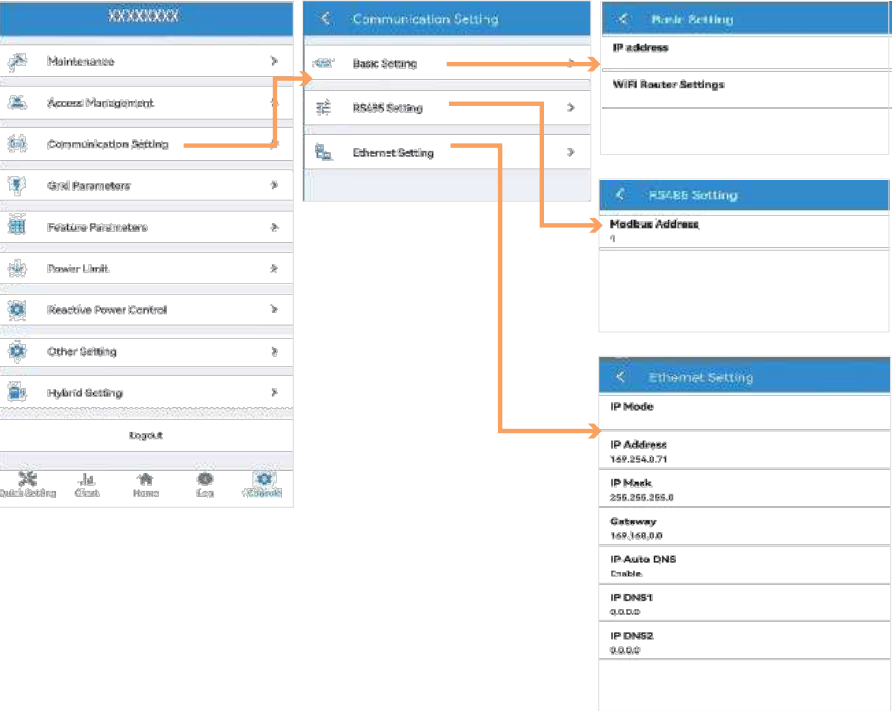 XXXXXXXX
Maintenance
Access Management
Communication Setting
Grid Parameters
Feature Parameters
Power Limit
Reactive Power Control
Other Setting
Hybrid Setting
Logout
Quick Setting
Chart
Home
Log
Console
Communication Setting
Basic Setting
RS485 Setting
Ethernet Setting
Basic Setting
IP address
WiFI Router Settings
RS485 Setting
Modbus Address
1
Ethernet Setting
IP Mode
IP Address
169.254.0.71
IP Mask
255.255.255.0
Gateway
169.168.0.0
IP Auto DNS
Enable
IP DNS1
0.0.0.0
IP DNS2
0.0.0.0